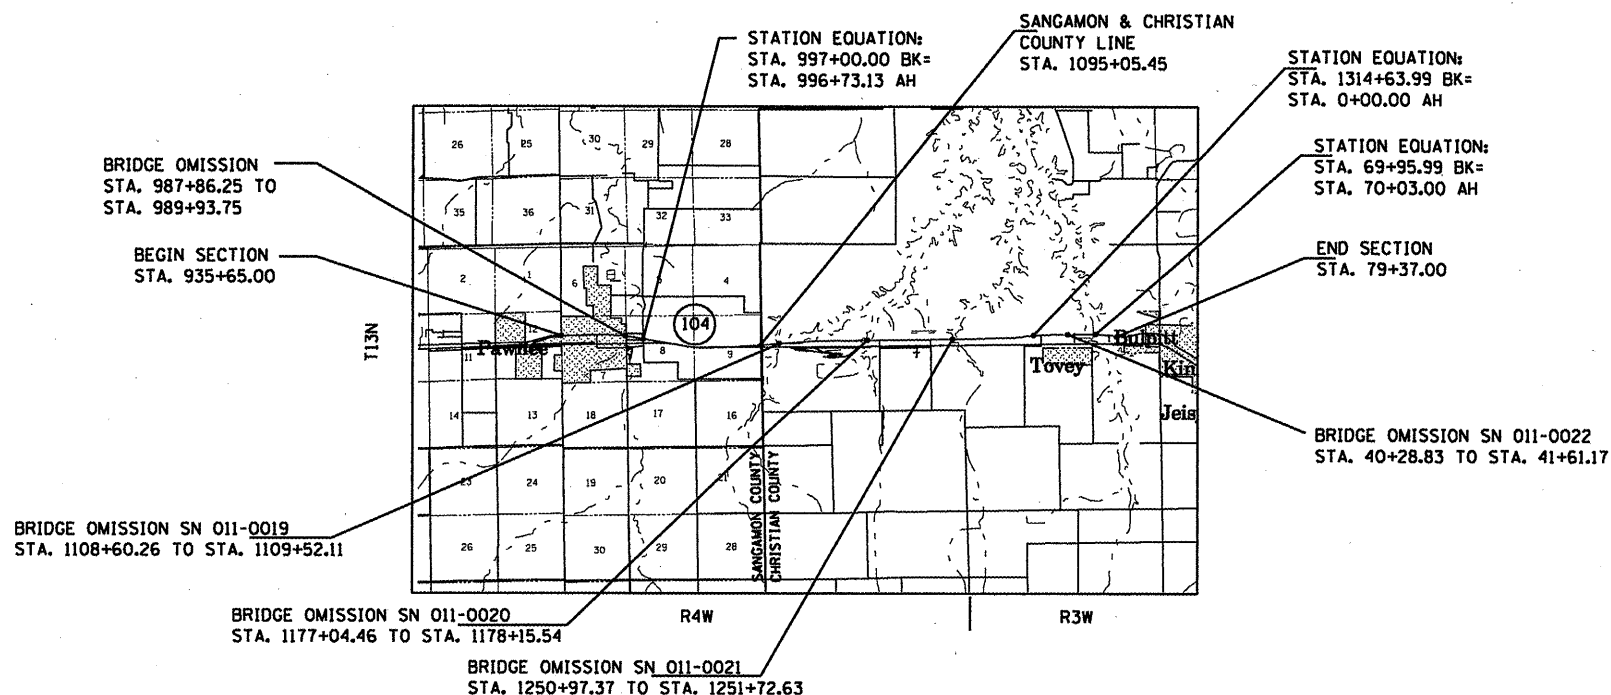 SANGAMON & CHRISTIAN
COUNTY LINE
STA. 1095+05.45
STATION EQUATION:
STA. 997+00.00 BK=
STA. 996+73.13 AH
STATION EQUATION:
STA. 1314+63.99 BK=
STA. 0+00.00 AH
BRIDGE OMISSION
STA. 987+86.25 TO
STA. 989+93.75
STATION EQUATION:
STA. 69+95.99 BK=
STA. 70+03.00 AH
BEGIN SECTION
STA. 935+65.00
END SECTION
STA. 79+37.00
26 25 30 29 28
35 36 31 32 33
2 1 6 4
T13N
104
12
Pawnee
11
7
8 9
Bulpitt
Tovey
Kin
Jeis
14 13 18 17 16
23 24 19 20 21
26 25 30 29 28
SANGAMON COUNTY
CHRISTIAN COUNTY
BRIDGE OMISSION SN 011-0022
STA. 40+28.83 TO STA. 41+61.17
BRIDGE OMISSION SN 011-0019
STA. 1108+60.26 TO STA. 1109+52.11
BRIDGE OMISSION SN 011-0020
STA. 1177+04.46 TO STA. 1178+15.54
R4W
R3W
BRIDGE OMISSION SN 011-0021
STA. 1250+97.37 TO STA. 1251+72.63